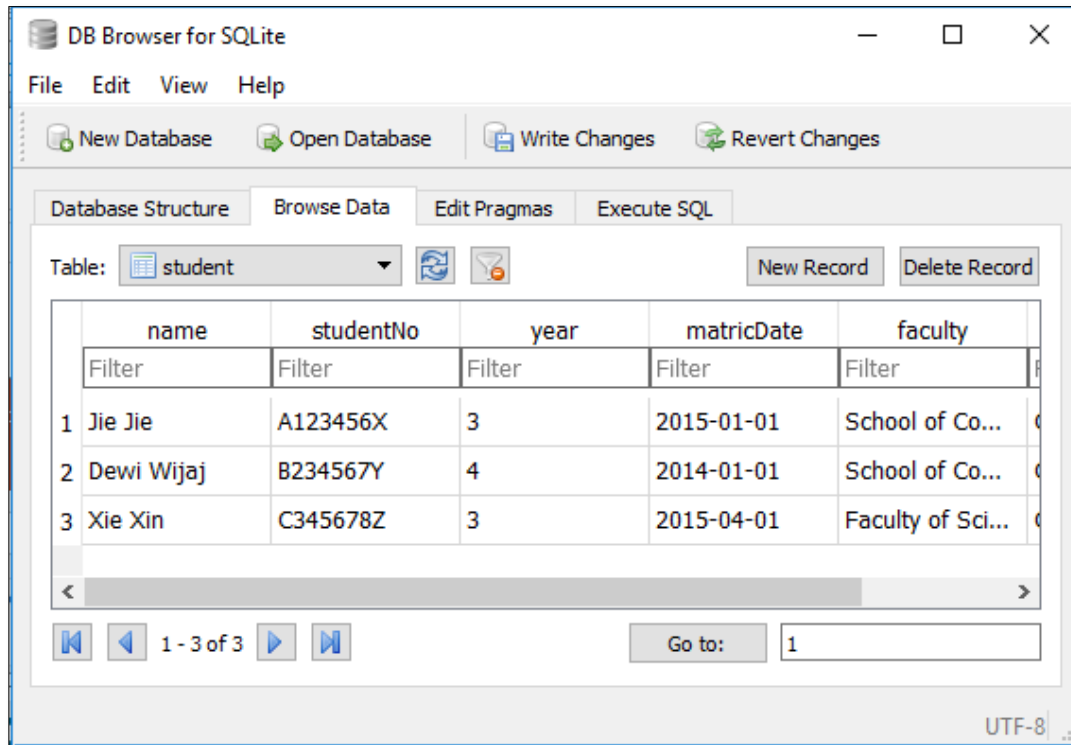 DB Browser for SQLite
File Edit View Help
New Database Open Database Write Changes Revert Changes
Database Structure Browse Data Edit Pragmas Execute SQL
Table: student New Record Delete Record
name studentNo year matricDate faculty
Filter Filter Filter Filter Filter
1 Jie Jie A123456X 3 2015-01-01 School of Co...
2 Dewi Wijaj B234567Y 4 2014-01-01 School of Co...
3 Xie Xin C345678Z 3 2015-04-01 Faculty of Sci...
1 - 3 of 3 Go to: 1
UTF-8